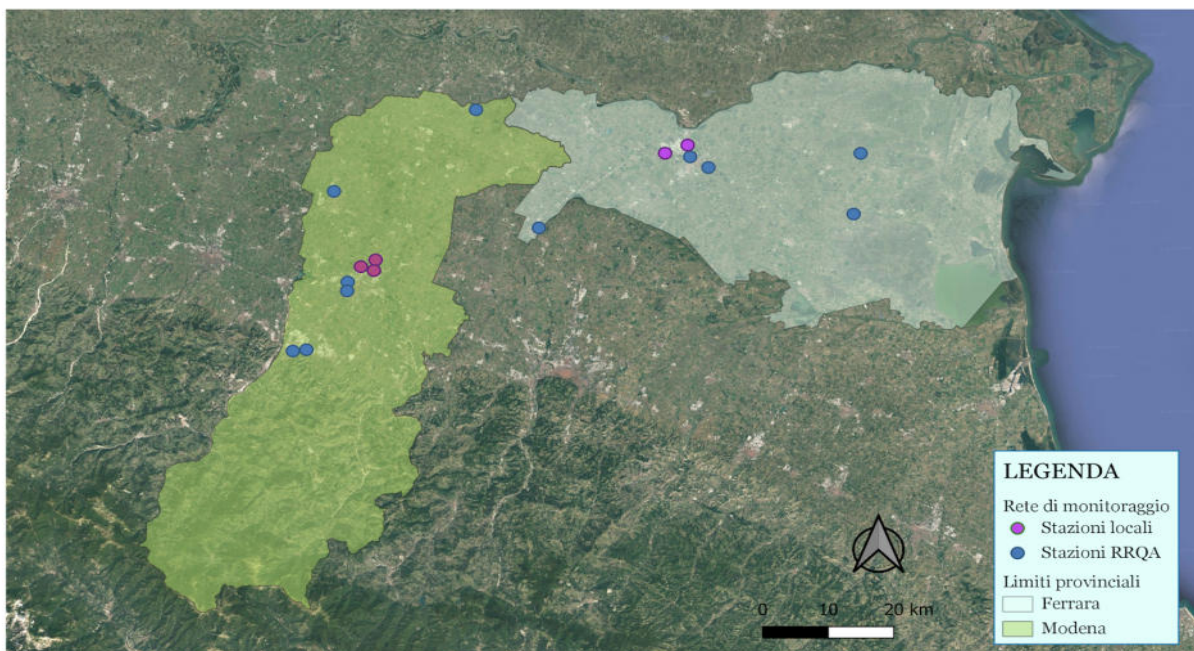 LEGENDA
Rete di monitoraggio
Stazioni locali
Stazioni RRQA
Limiti provinciali
Ferrara
Modena
0 10 20 km